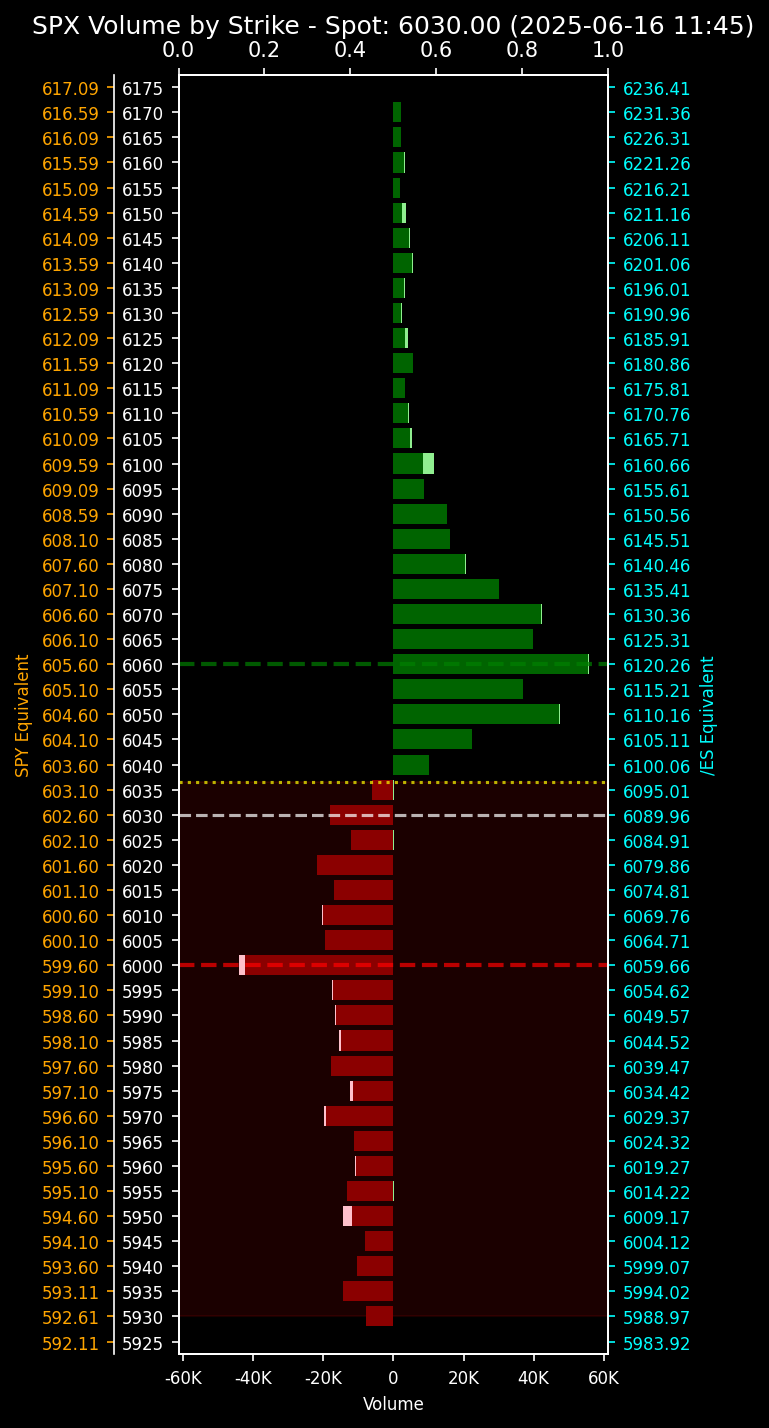 SPX Volume by Strike - Spot: 6030.00 (2025-06-16 11:45)
0.0 0.2 0.4 0.6 0.8 1.0
617.09 6175 6236.41
616.59 6170 6231.36
616.09 6165 6226.31
615.59 6160 6221.26
615.09 6155 6216.21
614.59 6150 6211.16
614.09 6145 6206.11
613.59 6140 6201.06
613.09 6135 6196.01
612.59 6130 6190.96
612.09 6125 6185.91
611.59 6120 6180.86
611.09 6115 6175.81
610.59 6110 6170.76
610.09 6105 6165.71
609.59 6100 6160.66
609.09 6095 6155.61
608.59 6090 6150.56
608.10 6085 6145.51
607.60 6080 6140.46
607.10 6075 6135.41
606.60 6070 6130.36
606.10 6065 6125.31
605.60 6060 6120.26
605.10 6055 6115.21
604.60 6050 6110.16
604.10 6045 6105.11
603.60 6040 6100.06
603.10 6035 6095.01
602.60 6030 6089.96
602.10 6025 6084.91
601.60 6020 6079.86
601.10 6015 6074.81
600.60 6010 6069.76
600.10 6005 6064.71
599.60 6000 6059.66
599.10 5995 6054.62
598.60 5990 6049.57
598.10 5985 6044.52
597.60 5980 6039.47
597.10 5975 6034.42
596.60 5970 6029.37
596.10 5965 6024.32
595.60 5960 6019.27
595.10 5955 6014.22
594.60 5950 6009.17
594.10 5945 6004.12
593.60 5940 5999.07
593.11 5935 5994.02
592.61 5930 5988.97
592.11 5925 5983.92
SPY Equivalent
/ES Equivalent
-60K -40K -20K 0 20K 40K 60K
Volume